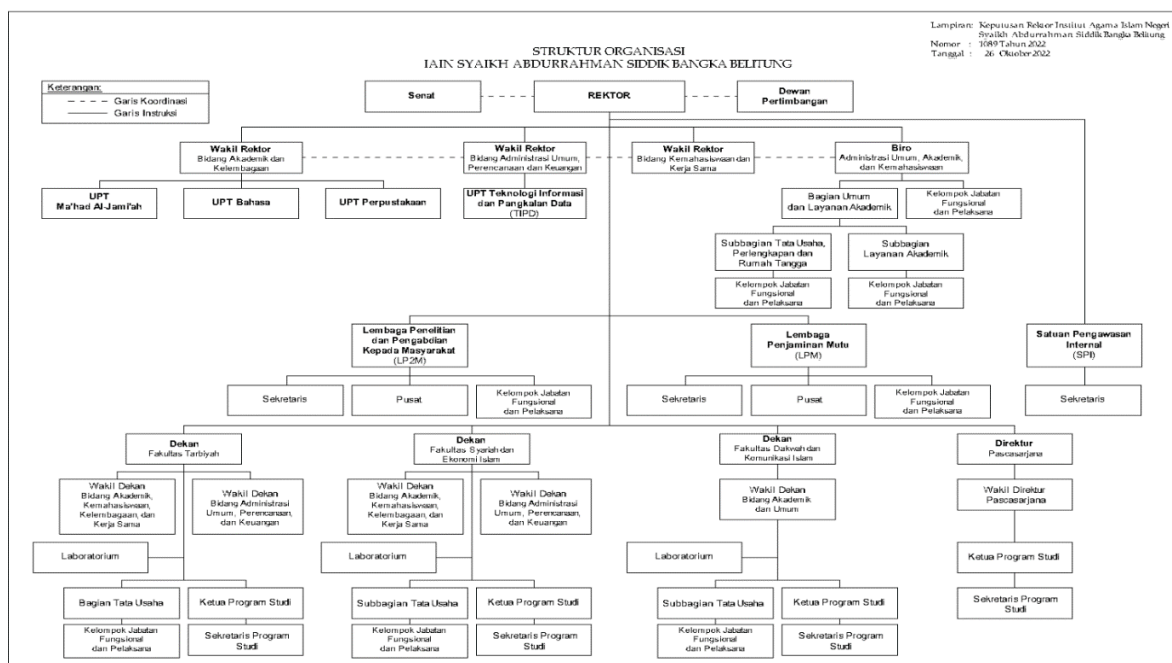 Lampiran: Keputusan Rektor Institut Agama Islam Negeri
Syaikh Abdurrahman Siddik Bangka Belitung
Nomor : 1089 Tahun 2022
Tanggal : 26 Oktober 2022
STRUKTUR ORGANISASI
IAIN SYAIKH ABDURRAHMAN SIDDIK BANGKA BELITUNG
Keterangan:
Garis Koordinasi
Garis Instruksi
Senat
REKTOR
Dewan
Pertimbangan
Wakil Rektor
Bidang Akademik dan
Kelembagaan
Wakil Rektor
Bidang Administrasi Umum,
Perencanaan dan Keuangan
Wakil Rektor
Bidang Kemahasiswaan dan
Kerja Sama
Biro
Administrasi Umum, Akademik,
dan Kemahasiswaan
UPT
Ma'had Al-Jami'ah
UPT Bahasa
UPT Perpustakaan
UPT Teknologi Informasi
dan Pangkalan Data
(TIPD)
Bagian Umum
dan Layanan Akademik
Kelompok Jabatan
Fungsional
dan Pelaksana
Subbagian Tata Usaha,
Perlengkapan dan
Rumah Tangga
Subbagian
Layanan Akademik
Kelompok Jabatan
Fungsional
dan Pelaksana
Kelompok Jabatan
Fungsional
dan Pelaksana
Lembaga Penelitian
dan Pengabdian
Kepada Masyarakat
(LP2M)
Lembaga
Penjaminan Mutu
(LPM)
Satuan Pengawasan
Internal
(SPI)
Sekretaris
Pusat
Kelompok Jabatan
Fungsional
dan Pelaksana
Sekretaris
Pusat
Kelompok Jabatan
Fungsional
dan Pelaksana
Sekretaris
Dekan
Fakultas Tarbiyah
Dekan
Fakultas Syariah dan
Ekonomi Islam
Dekan
Fakultas Dakwah dan
Komunikasi Islam
Direktur
Pascasarjana
Wakil Dekan
Bidang Akademik,
Kemahasiswaan,
Kelembagaan, dan
Kerja Sama
Wakil Dekan
Bidang Administrasi
Umum, Perencanaan,
dan Keuangan
Wakil Dekan
Bidang Akademik,
Kemahasiswaan,
Kelembagaan, dan
Kerja Sama
Wakil Dekan
Bidang Administrasi
Umum, Perencanaan,
dan Keuangan
Wakil Dekan
Bidang Akademik
dan Umum
Wakil Direktur
Pascasarjana
Laboratorium
Laboratorium
Laboratorium
Ketua Program Studi
Bagian Tata Usaha
Ketua Program Studi
Subbagian Tata Usaha
Ketua Program Studi
Subbagian Tata Usaha
Ketua Program Studi
Sekretaris Program
Studi
Kelompok Jabatan
Fungsional
dan Pelaksana
Sekretaris Program
Studi
Kelompok Jabatan
Fungsional
dan Pelaksana
Sekretaris Program
Studi
Kelompok Jabatan
Fungsional
dan Pelaksana
Sekretaris Program
Studi